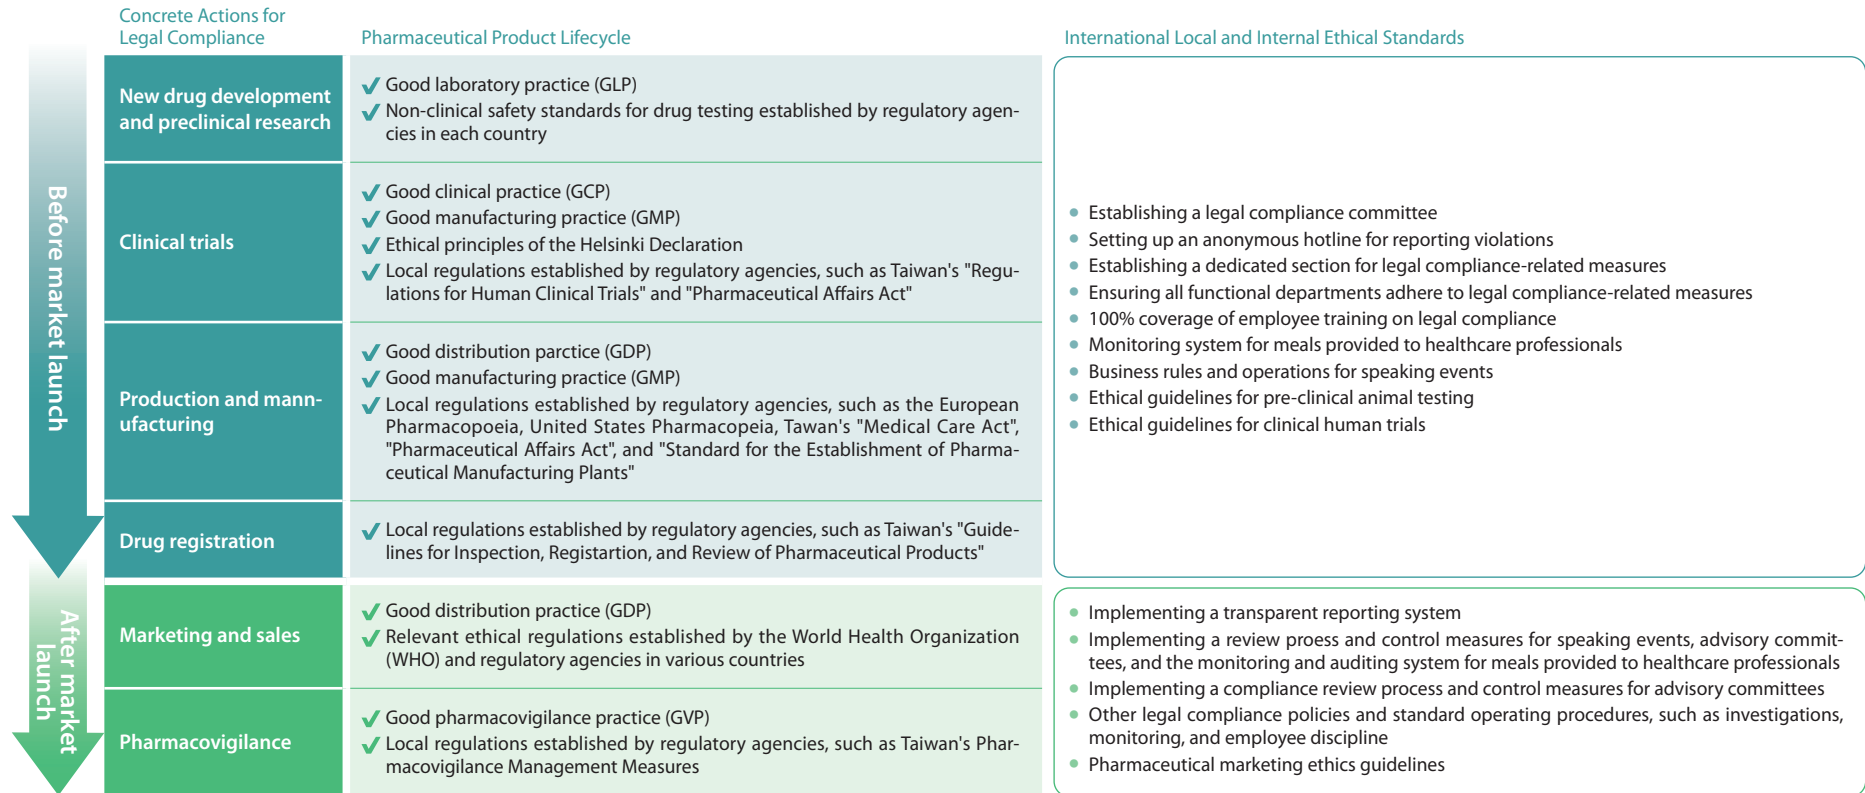 Concrete Actions for
Legal Compliance
Pharmaceutical Product Lifecycle
International Local and Internal Ethical Standards
Before market launch
New drug development
and preclinical research
Good laboratory practice (GLP)
Non-clinical safety standards for drug testing established by regulatory agen-
cies in each country
Clinical trials
Good clinical practice (GCP)
Good manufacturing practice (GMP)
Ethical principles of the Helsinki Declaration
Local regulations established by regulatory agencies, such as Taiwan's "Regu-
lations for Human Clinical Trials" and "Pharmaceutical Affairs Act"
Production and mann-
ufacturing
Good distribution parctice (GDP)
Good manufacturing practice (GMP)
Local regulations established by regulatory agencies, such as the European
Pharmacopoeia, United States Pharmacopeia, Tawan's "Medical Care Act",
"Pharmaceutical Affairs Act", and "Standard for the Establishment of Pharma-
ceutical Manufacturing Plants"
Drug registration
Local regulations established by regulatory agencies, such as Taiwan's "Guide-
lines for Inspection, Registartion, and Review of Pharmaceutical Products"
Establishing a legal compliance committee
Setting up an anonymous hotline for reporting violations
Establishing a dedicated section for legal compliance-related measures
Ensuring all functional departments adhere to legal compliance-related measures
100% coverage of employee training on legal compliance
Monitoring system for meals provided to healthcare professionals
Business rules and operations for speaking events
Ethical guidelines for pre-clinical animal testing
Ethical guidelines for clinical human trials
After market
launch
Marketing and sales
Good distribution practice (GDP)
Relevant ethical regulations established by the World Health Organization
(WHO) and regulatory agencies in various countries
Pharmacovigilance
Good pharmacovigilance practice (GVP)
Local regulations established by regulatory agencies, such as Taiwan's Phar-
macovigilance Management Measures
Implementing a transparent reporting system
Implementing a review proess and control measures for speaking events, advisory commit-
tees, and the monitoring and auditing system for meals provided to healthcare professionals
Implementing a compliance review process and control measures for advisory committees
Other legal compliance policies and standard operating procedures, such as investigations,
monitoring, and employee discipline
Pharmaceutical marketing ethics guidelines